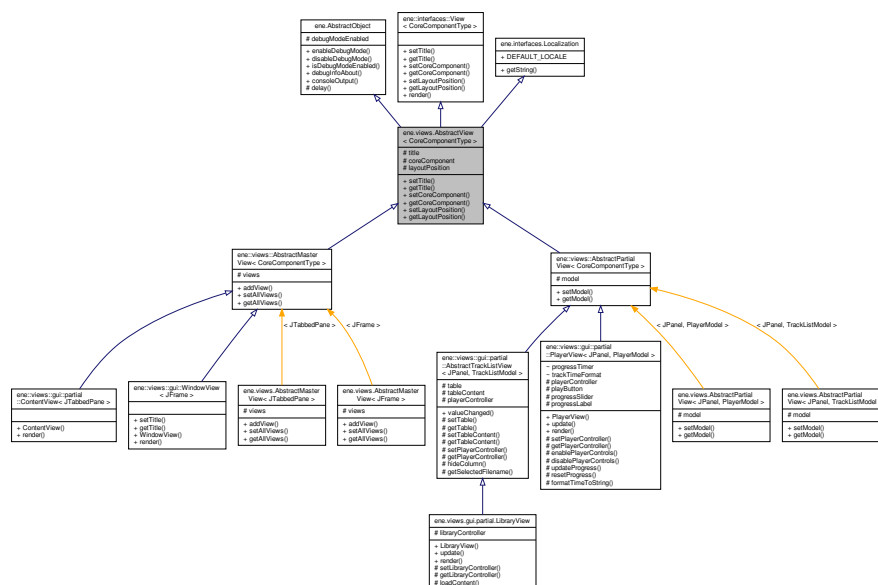 ene.AbstractObject
# debugModeEnabled
+ enableDebugMode()
+ disableDebugMode()
+ isDebugModeEnabled()
+ debugInfoAbout()
+ consoleOutput()
# delay()
ene::interfaces::View
< CoreComponentType >
+ setTitle()
+ getTitle()
+ setCoreComponent()
+ getCoreComponent()
+ setLayoutPosition()
+ getLayoutPosition()
+ render()
ene.interfaces.Localization
+ DEFAULT_LOCALE
+ getString()
ene.views.AbstractView
< CoreComponentType >
# title
# coreComponent
# layoutPosition
+ setTitle()
+ getTitle()
+ setCoreComponent()
+ getCoreComponent()
+ setLayoutPosition()
+ getLayoutPosition()
ene::views::AbstractMaster
View< CoreComponentType >
# views
+ addView()
+ setAllViews()
+ getAllViews()
ene::views::AbstractPartial
View< CoreComponentType >
# model
+ setModel()
+ getModel()
< JTabbedPane >
< JFrame >
< JPanel, PlayerModel >
< JPanel, TrackListModel >
ene::views::gui::partial
::ContentView< JTabbedPane >
+ ContentView()
+ render()
ene::views::gui::WindowView
< JFrame >
+ setTitle()
+ getTitle()
+ WindowView()
+ render()
ene.views.AbstractMaster
View< JTabbedPane >
# views
+ addView()
+ setAllViews()
+ getAllViews()
ene.views.AbstractMaster
View< JFrame >
# views
+ addView()
+ setAllViews()
+ getAllViews()
ene::views::gui::partial
::AbstractTrackListView
< JPanel, TrackListModel >
# table
# tableContent
# playerController
+ valueChanged()
# setTable()
# getTable()
# setTableContent()
# getTableContent()
# setPlayerController()
# getPlayerController()
# hideColumn()
# getSelectedFilename()
ene::views::gui::partial
::PlayerView< JPanel, PlayerModel >
~ progressTimer
~ trackTimeFormat
# playerController
# playButton
# progressSlider
# progressLabel
+ PlayerView()
+ update()
+ render()
# setPlayerController()
# getPlayerController()
# enablePlayerControls()
# disablePlayerControls()
# updateProgress()
# resetProgress()
# formatTimeToString()
ene.views.AbstractPartial
View< JPanel, PlayerModel >
# model
+ setModel()
+ getModel()
ene.views.AbstractPartial
View< JPanel, TrackListModel >
# model
+ setModel()
+ getModel()
ene.views.gui.partial.LibraryView
# libraryController
+ LibraryView()
+ update()
+ render()
# setLibraryController()
# getLibraryController()
# loadContent()